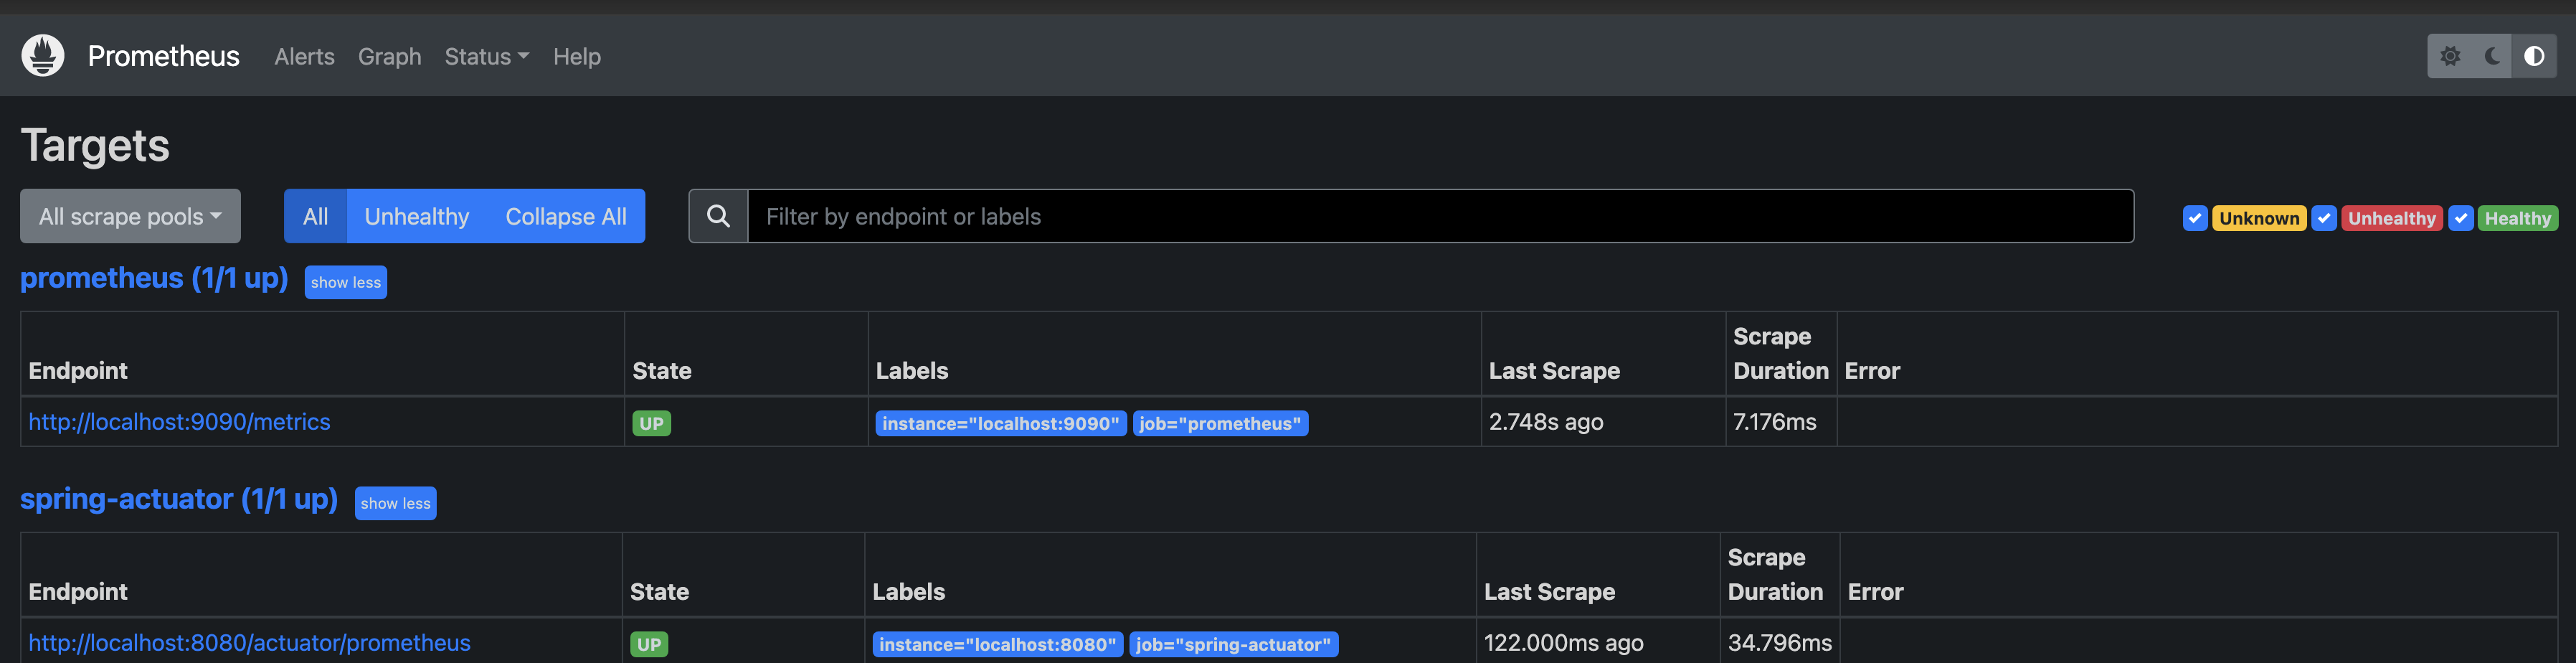 Prometheus Alerts Graph Status Help
Targets
All scrape pools All Unhealthy Collapse All Filter by endpoint or labels Unknown Unhealthy Healthy
prometheus (1/1 up) show less
Endpoint State Labels Last Scrape Scrape Duration Error
http://localhost:9090/metrics UP instance="localhost:9090" job="prometheus" 2.748s ago 7.176ms
spring-actuator (1/1 up) show less
Endpoint State Labels Last Scrape Scrape Duration Error
http://localhost:8080/actuator/prometheus UP instance="localhost:8080" job="spring-actuator" 122.000ms ago 34.796ms